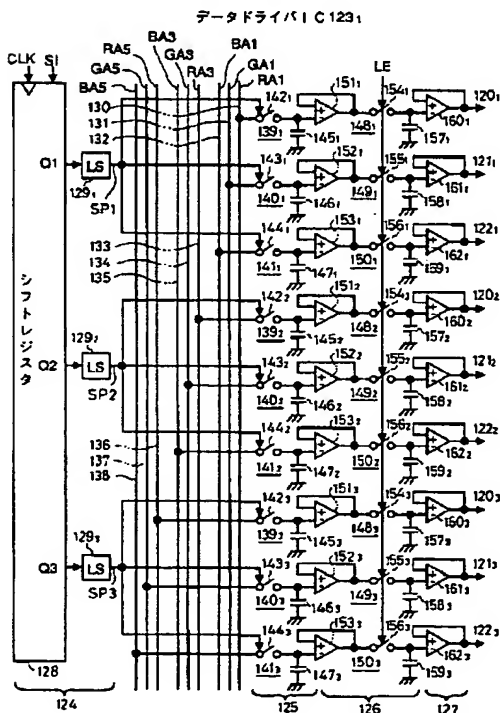 データドライバIC123₁
CLK SI
BA5 GA5 RA5 BA3 GA3 RA3 BA1 GA1 RA1
LE
130
131
132
142₁ 139₁ 145₁ 151₁ 148₁ 154₁ 157₁ 160₁ 120₁
Q1 LS 129₁ SP1
143₁ 140₁ 146₁ 152₁ 149₁ 155₁ 158₁ 161₁ 121₁
133
134
135
144₁ 141₁ 147₁ 153₁ 150₁ 156₁ 159₁ 162₁ 122₁
シフトレジスタ
142₂ 139₂ 145₂ 151₂ 148₂ 154₂ 157₂ 160₂ 120₂
Q2 LS 129₂ SP2
143₂ 140₂ 146₂ 152₂ 149₂ 155₂ 158₂ 161₂ 121₂
136
137
138
144₂ 141₂ 147₂ 153₂ 150₂ 156₂ 159₂ 162₂ 122₂
142₃ 139₃ 145₃ 151₃ 148₃ 154₃ 157₃ 160₃ 120₃
Q3 LS 129₃ SP3
143₃ 140₃ 146₃ 152₃ 149₃ 155₃ 158₃ 161₃ 121₃
144₃ 141₃ 147₃ 153₃ 150₃ 156₃ 159₃ 162₃ 122₃
128
124 125 126 127